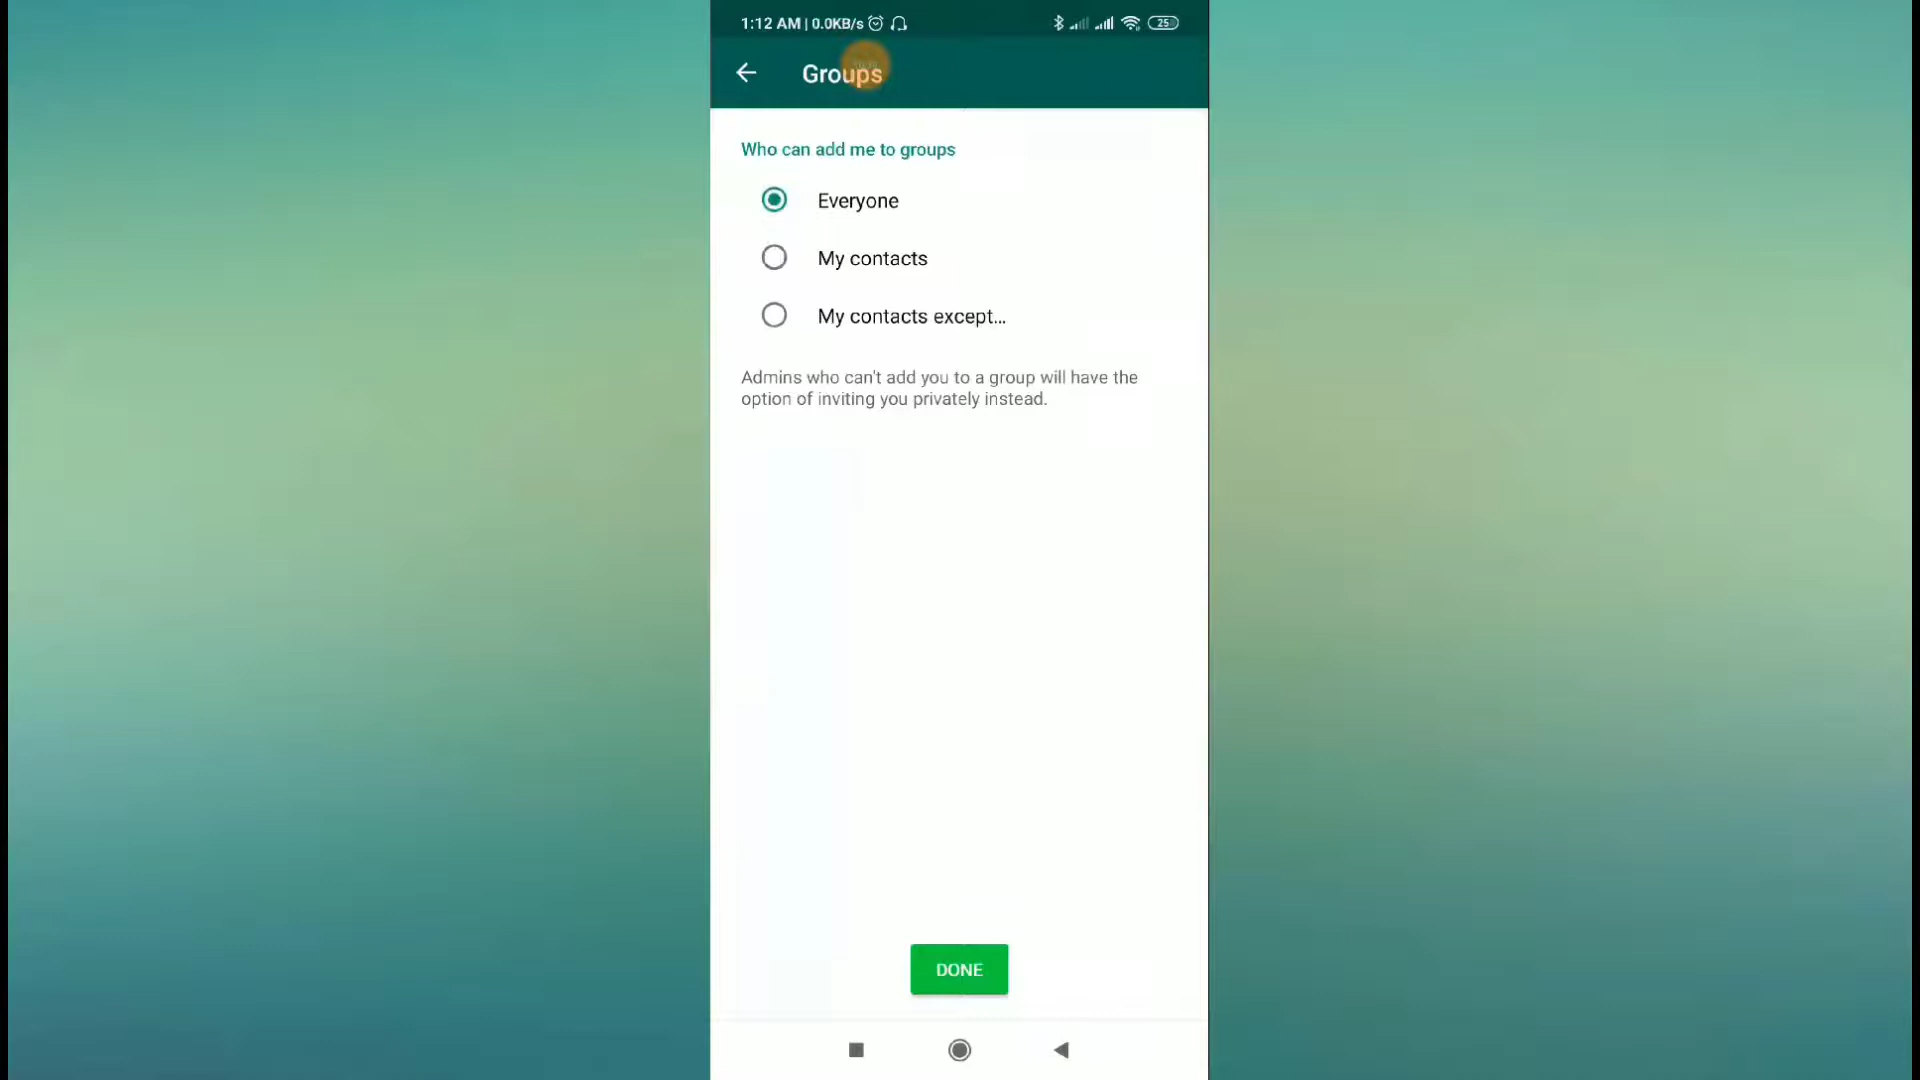 1:12 AM | 0.0KB/s 25
Groups
Who can add me to groups
Everyone
My contacts
My contacts except...
Admins who can't add you to a group will have the
option of inviting you privately instead.
DONE